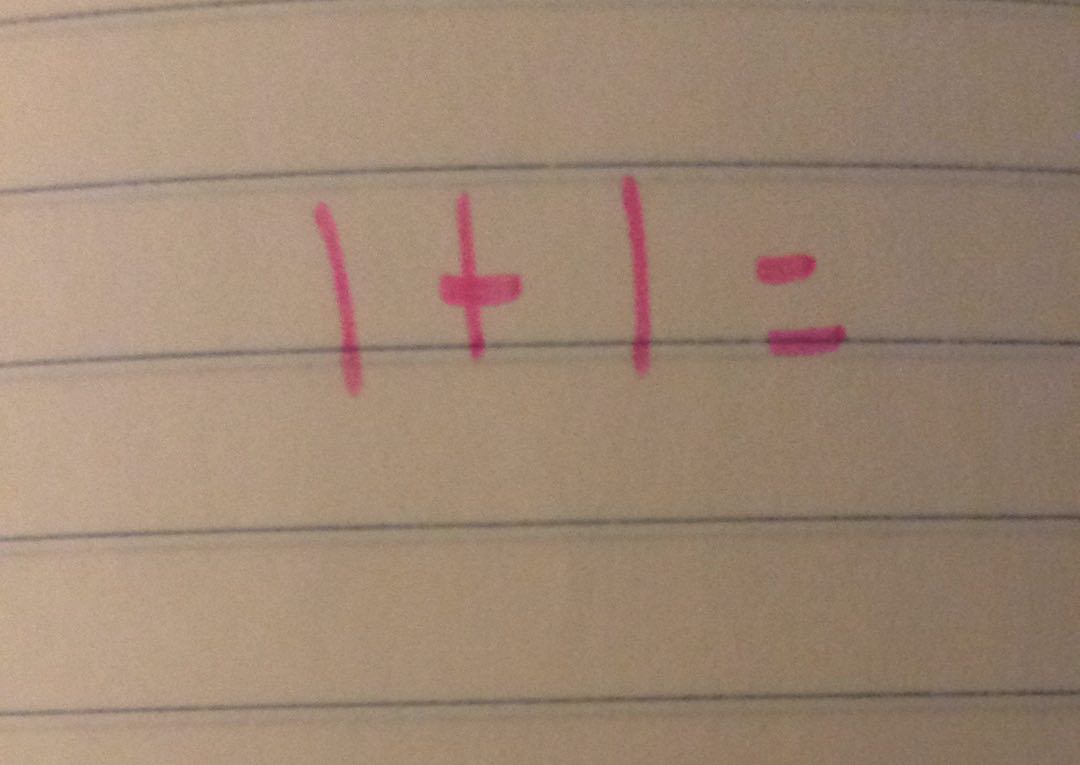 1 + 1 =